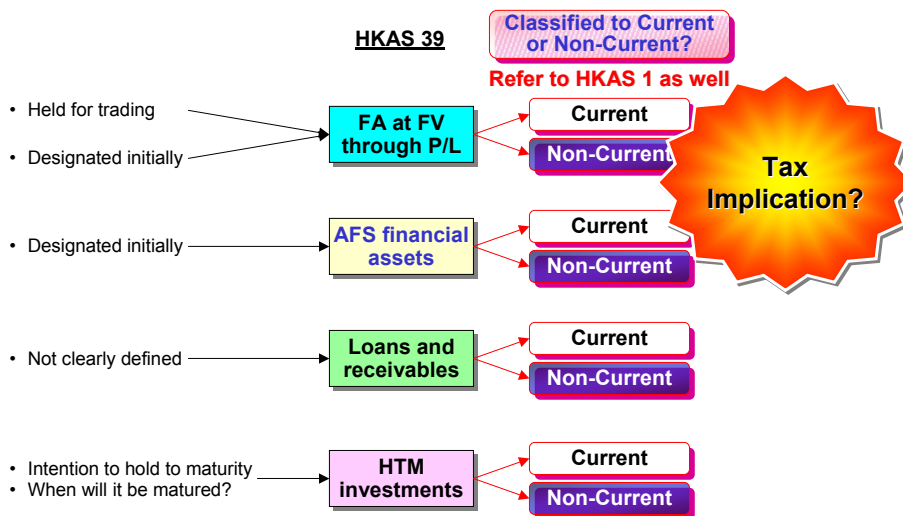 HKAS 39
Classified to Current
or Non-Current?
Refer to HKAS 1 as well
• Held for trading
• Designated initially
FA at FV
through P/L
Current
Non-Current
Tax
Implication?
• Designated initially
AFS financial
assets
Current
Non-Current
• Not clearly defined
Loans and
receivables
Current
Non-Current
• Intention to hold to maturity
• When will it be matured?
HTM
investments
Current
Non-Current